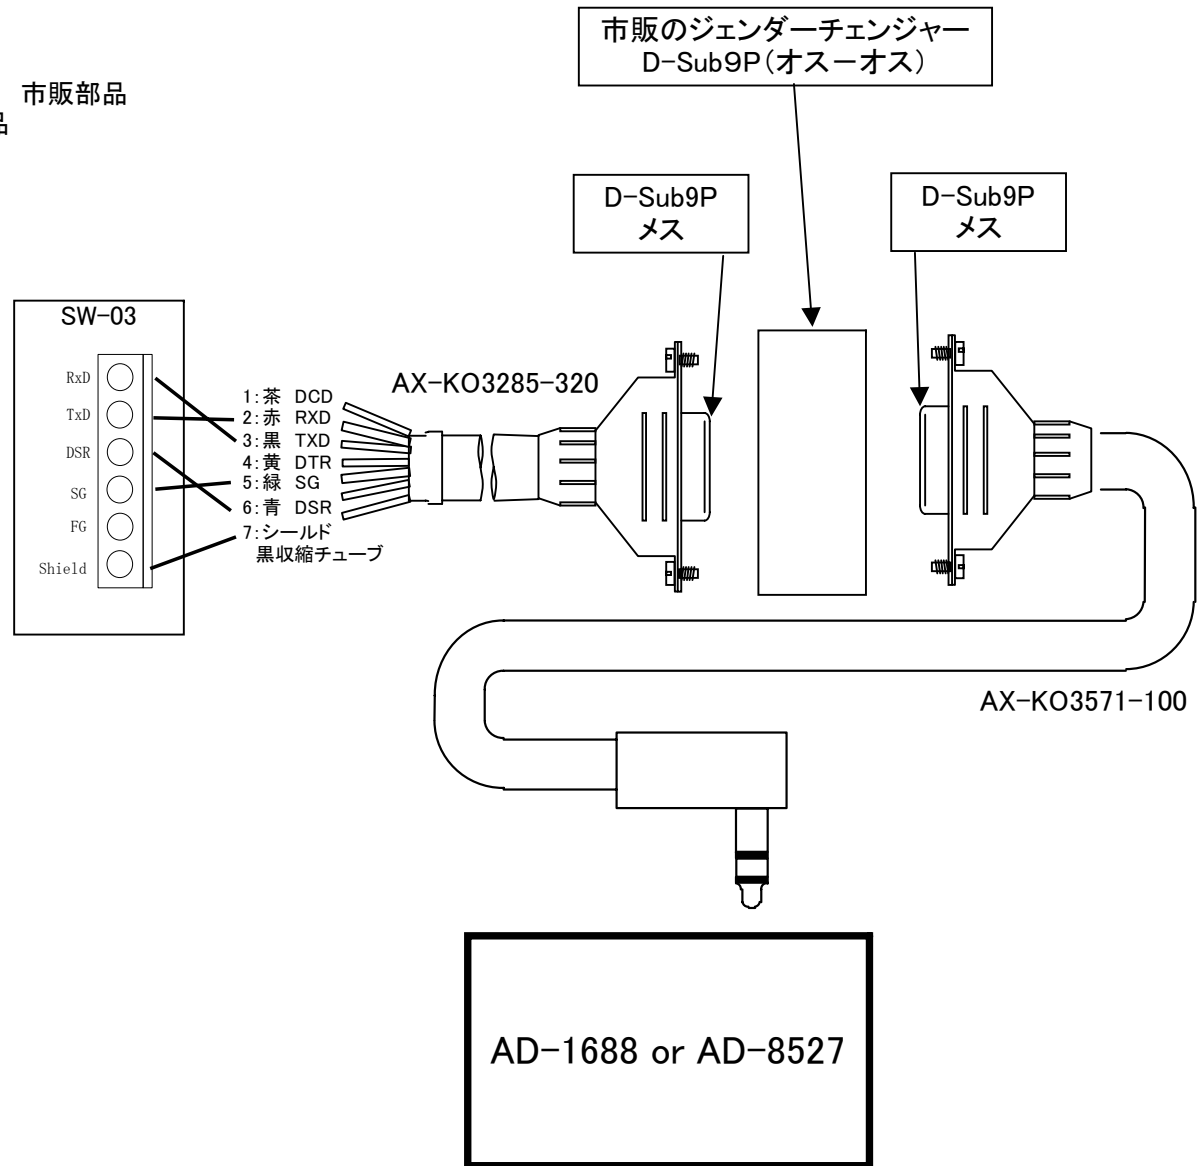 市販のジェンダーチェンジャー
D-Sub9P(オス－オス)
市販部品
品
D-Sub9P
メス
D-Sub9P
メス
SW-03
RxD
TxD
DSR
SG
FG
Shield
1:茶 DCD
2:赤 RXD
3:黒 TXD
4:黄 DTR
5:緑 SG
6:青 DSR
7:シールド
黒収縮チューブ
AX-KO3285-320
AX-KO3571-100
AD-1688 or AD-8527